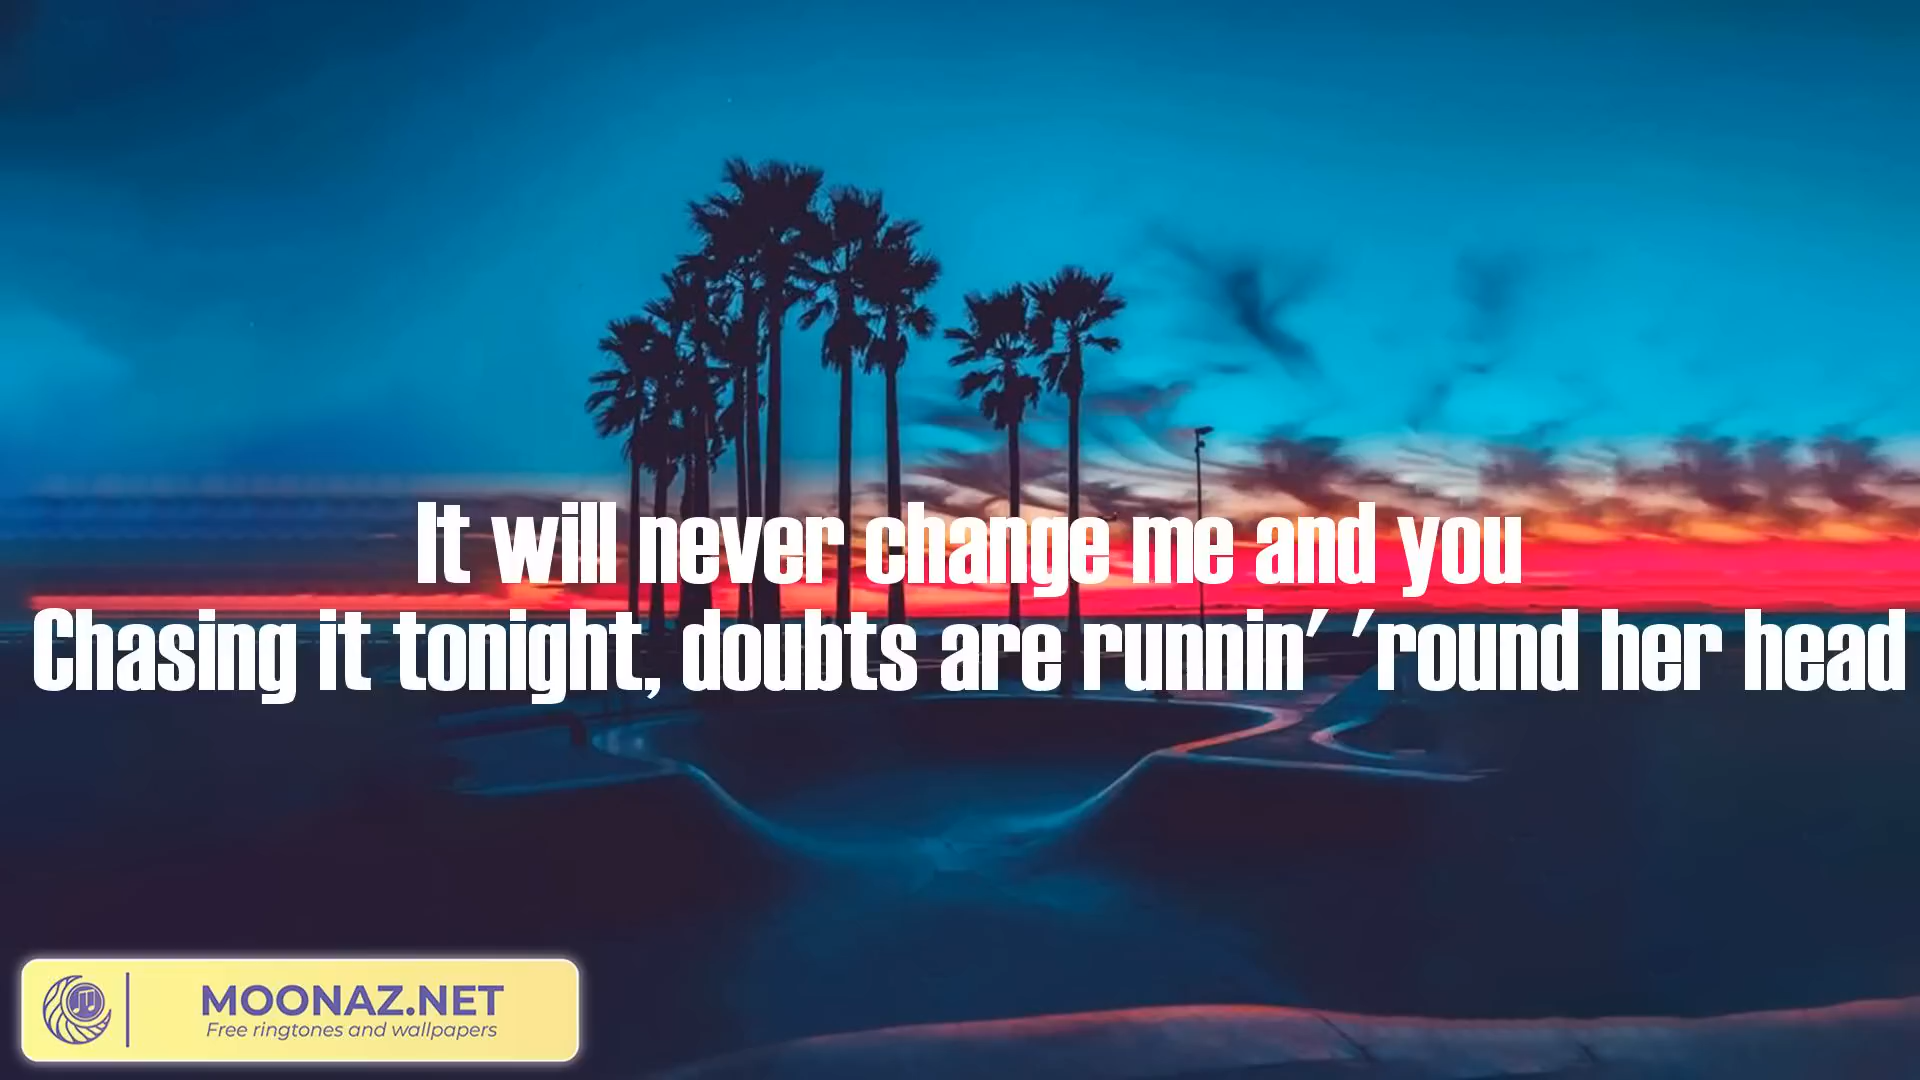 It will never change me and you
Chasing it tonight, doubts are runnin' 'round her head
MOONAZ.NET
Free ringtones and wallpapers